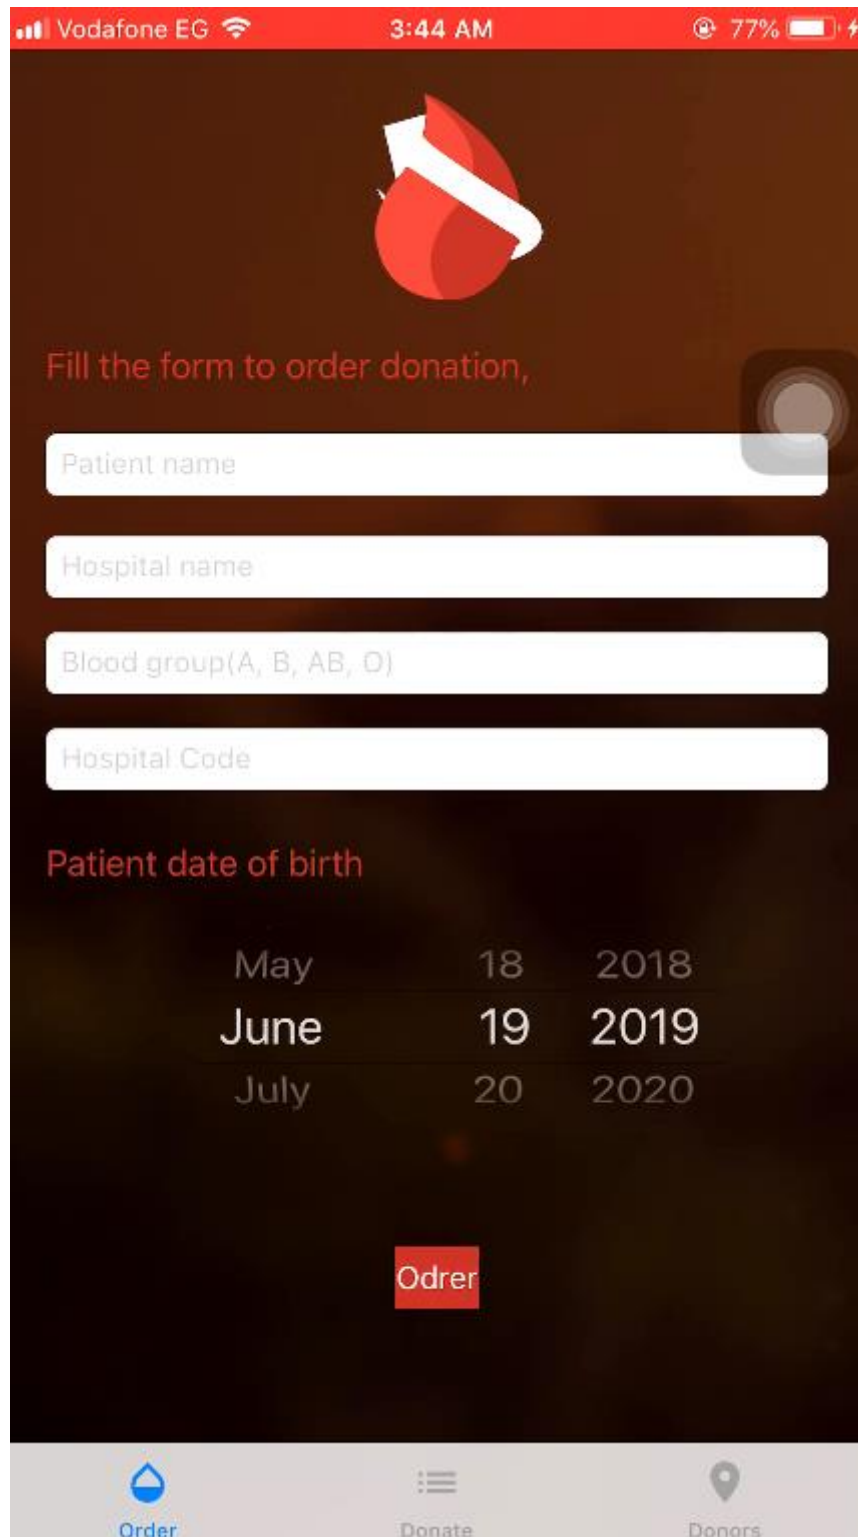 Vodafone EG 3:44 AM 77%
Fill the form to order donation,
Patient name
Hospital name
Blood group(A, B, AB, O)
Hospital Code
Patient date of birth
May 18 2018
June 19 2019
July 20 2020
Odrer
Order Donate Donors